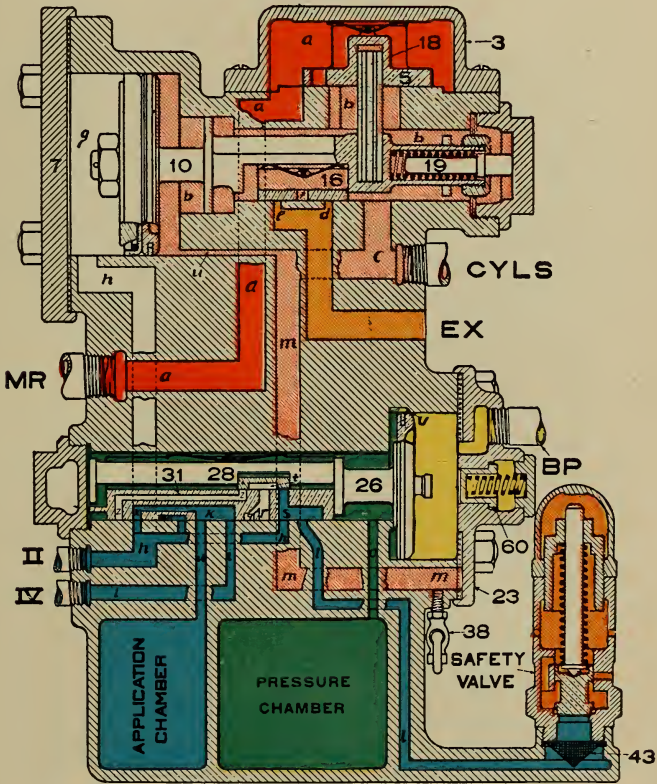 a
18
3
S
b
a
b
g
7
10
19
16
b
e
d
c
h
u
CYLS
a
m
EX
MR
a
v
BP
31
28
t
26
k
s
60
II
h
h
IV
i
l
o
m
m
23
38
APPLICATION
CHAMBER
PRESSURE
CHAMBER
SAFETY
VALVE
l
43